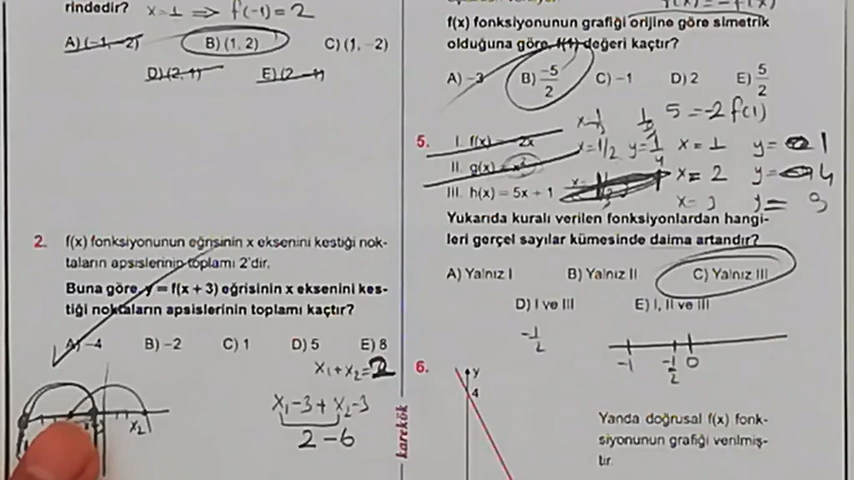 rindedir?
x=1 ⇒ f(-1)=2
A) (-1, -2) B) (1, 2) C) (1, -2)
D) (2, 1) E) (2, -1)
2. f(x) fonksiyonunun eğrisinin x eksenini kestiği nok-
taların apsislerinin toplamı 2'dir.
Buna göre, y = f(x + 3) eğrisinin x eksenini kes-
tiği noktaların apsislerinin toplamı kaçtır?
A) -4 B) -2 C) 1 D) 5 E) 8
x₁+x₂=2
x₁-3+x₂-3
2-6
x₂
karekök
f(x) fonksiyonunun grafiği orijine göre simetrik
olduğuna göre, f(1) değeri kaçtır?
A) -3 B) -5/2 C) -1 D) 2 E) 5/2
5 = -2 f(1)
5. I. f(x) 2x
II. g(x) = x²
III. h(x) = 5x + 1
x=1/2 y=1/4
x=1 y=1
x=2 y=4
x=3 y=9
Yukarıda kuralı verilen fonksiyonlardan hangi-
leri gerçel sayılar kümesinde daima artandır?
A) Yalnız I B) Yalnız II C) Yalnız III
D) I ve III E) I, II ve III
-1/2
-1 -1/2 0
6.
y
4
Yanda doğrusal f(x) fonk-
siyonunun grafiği verilmiş-
tir.